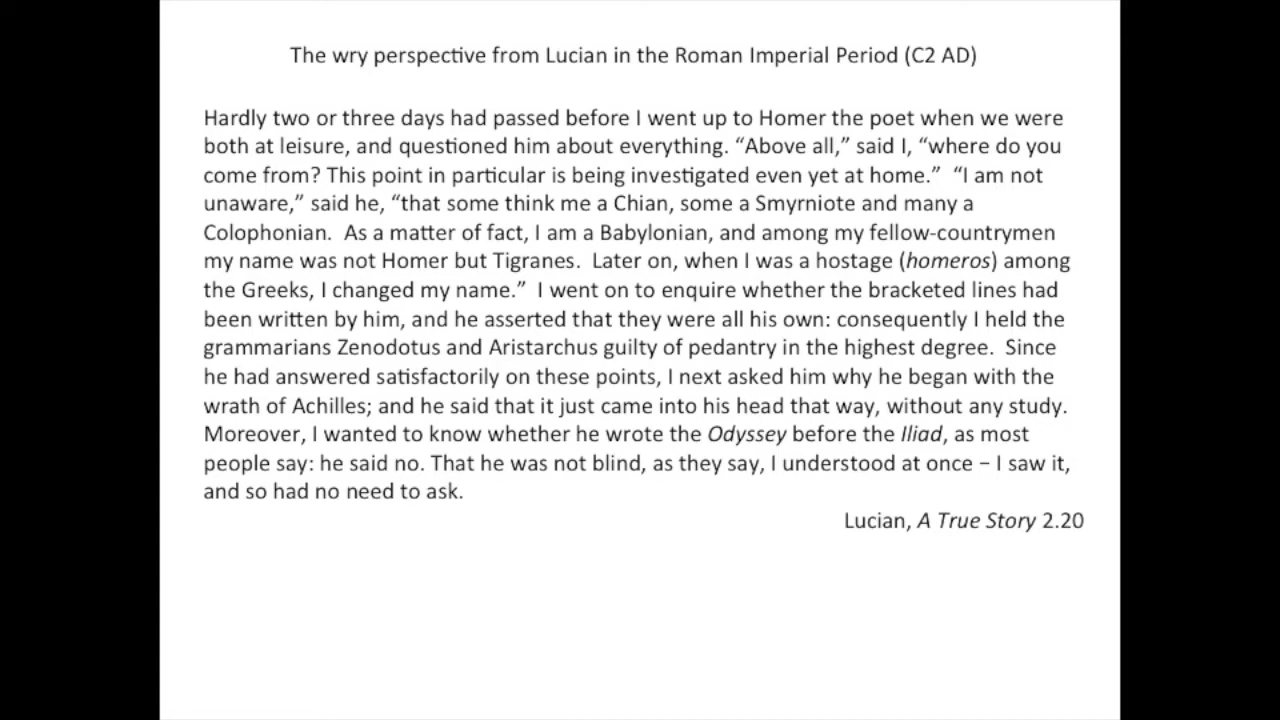 The wry perspective from Lucian in the Roman Imperial Period (C2 AD)
Hardly two or three days had passed before I went up to Homer the poet when we were
both at leisure, and questioned him about everything. “Above all,” said I, “where do you
come from? This point in particular is being investigated even yet at home.”  “I am not
unaware,” said he, “that some think me a Chian, some a Smyrniote and many a
Colophonian.  As a matter of fact, I am a Babylonian, and among my fellow-countrymen
my name was not Homer but Tigranes.  Later on, when I was a hostage (homeros) among
the Greeks, I changed my name.”  I went on to enquire whether the bracketed lines had
been written by him, and he asserted that they were all his own: consequently I held the
grammarians Zenodotus and Aristarchus guilty of pedantry in the highest degree.  Since
he had answered satisfactorily on these points, I next asked him why he began with the
wrath of Achilles; and he said that it just came into his head that way, without any study.
Moreover, I wanted to know whether he wrote the Odyssey before the Iliad, as most
people say: he said no. That he was not blind, as they say, I understood at once – I saw it,
and so had no need to ask.
Lucian, A True Story 2.20